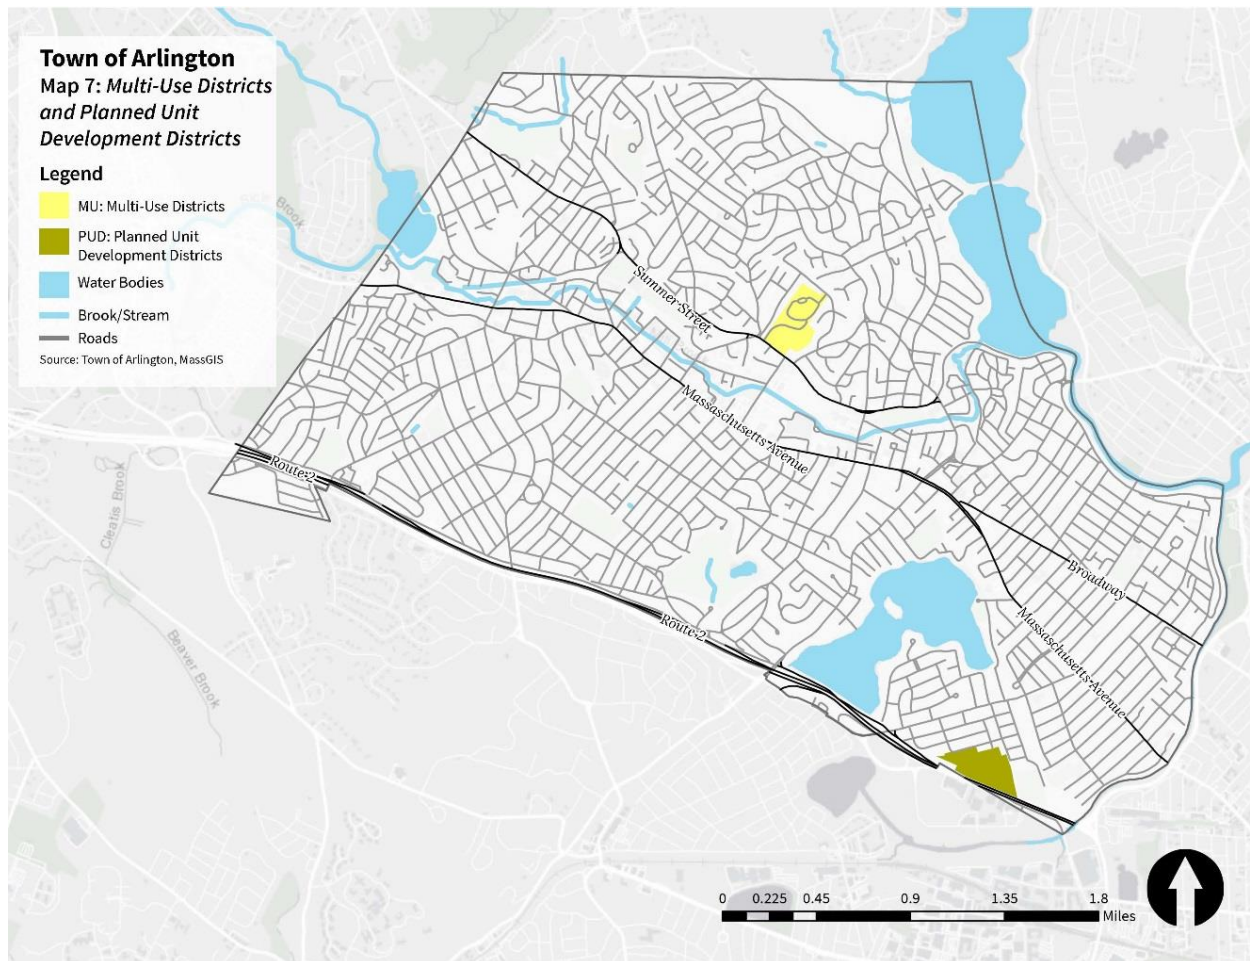 Town of Arlington
Map 7: Multi-Use Districts
and Planned Unit
Development Districts
Legend
MU: Multi-Use Districts
PUD: Planned Unit
Development Districts
Water Bodies
Brook/Stream
Roads
Source: Town of Arlington, MassGIS
Brook
Summer Street
Massachusetts Avenue
Route 2
Cleatis Brook
Broadway
Route 2
Massachusetts Avenue
Beaver Brook
0 0.225 0.45 0.9 1.35 1.8
Miles